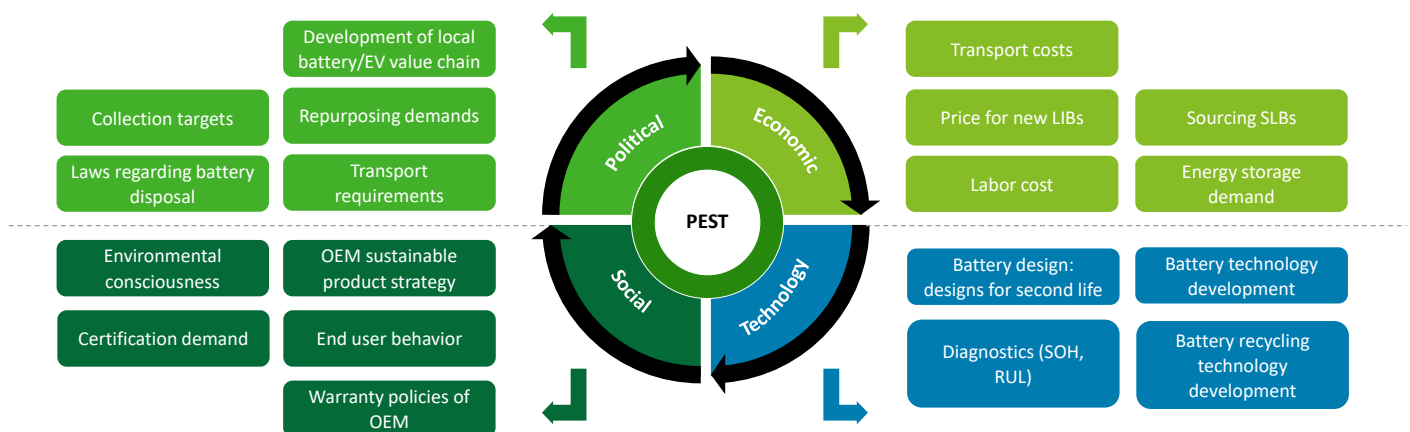 Development of local
battery/EV value chain
Collection targets
Repurposing demands
Laws regarding battery
disposal
Transport
requirements
Political
Economic
Transport costs
Price for new LIBs
Sourcing SLBs
Labor cost
Energy storage
demand
PEST
Environmental
consciousness
OEM sustainable
product strategy
Certification demand
End user behavior
Warranty policies of
OEM
Social
Technology
Battery design:
designs for second life
Battery technology
development
Diagnostics (SOH,
RUL)
Battery recycling
technology
development